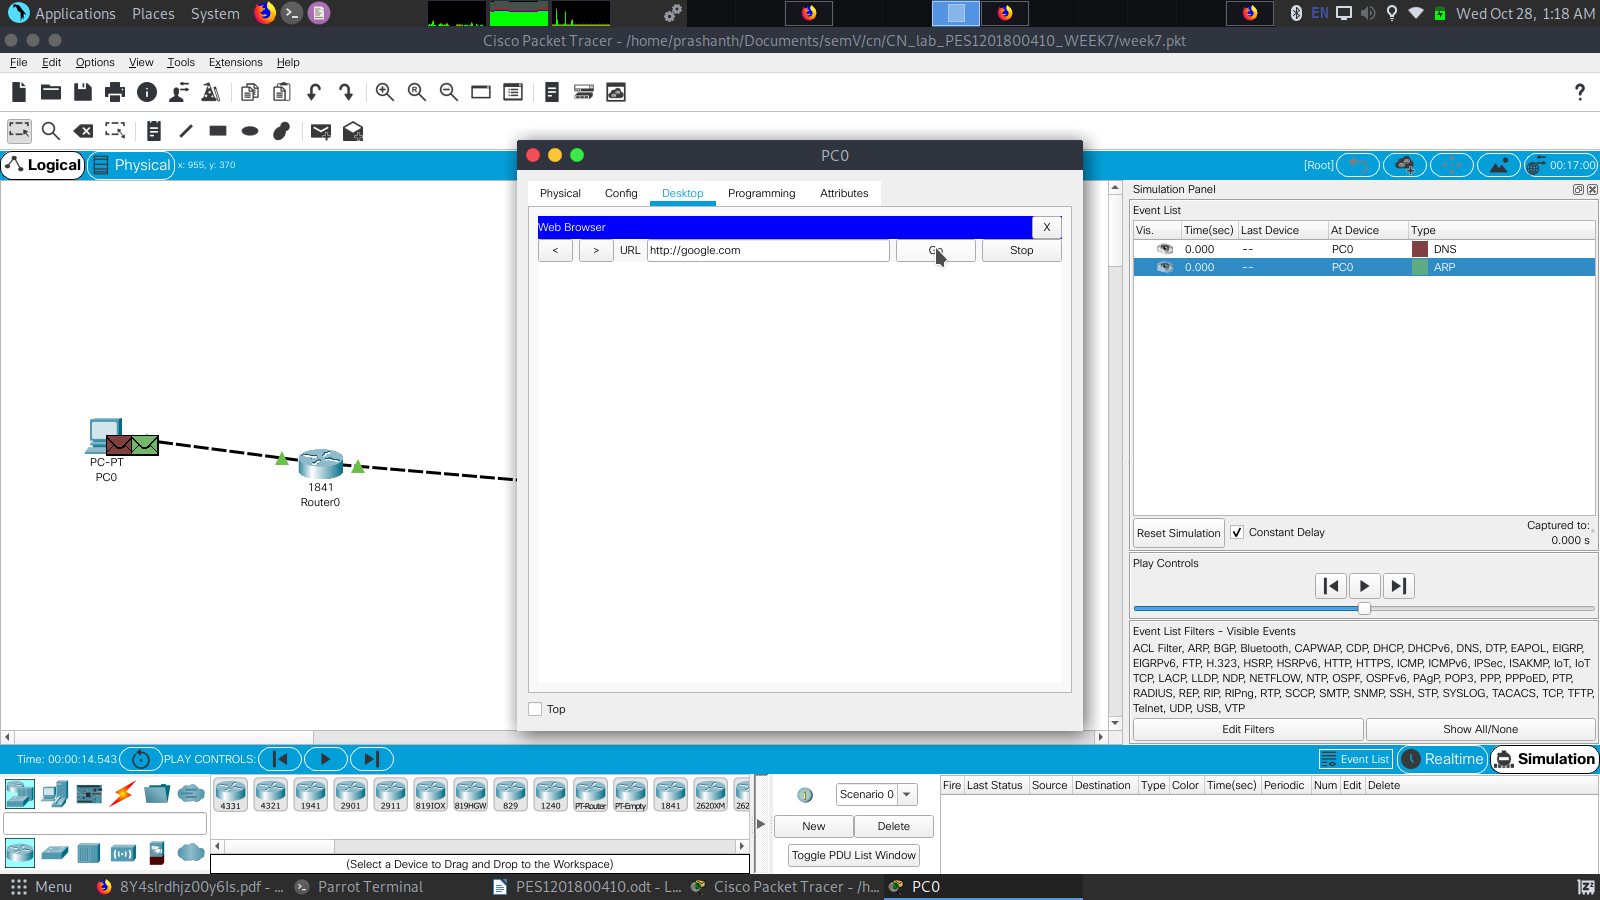 Applications Places System EN Wed Oct 28, 1:18 AM
Cisco Packet Tracer - /home/prashanth/Documents/semV/cn/CN_lab_PES1201800410_WEEK7/week7.pkt
File Edit Options View Tools Extensions Help
?
Logical Physical x: 955, y: 370 [Root] 00:17:00
PC0
Physical Config Desktop Programming Attributes
Web Browser X
< > URL http://google.com Go Stop
Top
PC-PT
PC0
1841
Router0
Simulation Panel
Event List
Vis. Time(sec) Last Device At Device Type
0.000 -- PC0 DNS
0.000 -- PC0 ARP
Reset Simulation Constant Delay Captured to:
0.000 s
Play Controls
Event List Filters - Visible Events
ACL Filter, ARP, BGP, Bluetooth, CAPWAP, CDP, DHCP, DHCPv6, DNS, DTP, EAPOL, EIGRP,
EIGRPv6, FTP, H.323, HSRP, HSRPv6, HTTP, HTTPS, ICMP, ICMPv6, IPSec, ISAKMP, IoT, IoT
TCP, LACP, LLDP, NDP, NETFLOW, NTP, OSPF, OSPFv6, PAgP, POP3, PPP, PPPoED, PTP,
RADIUS, REP, RIP, RIPng, RTP, SCCP, SMTP, SNMP, SSH, STP, SYSLOG, TACACS, TCP, TFTP,
Telnet, UDP, USB, VTP
Edit Filters Show All/None
Time: 00:00:14.543 PLAY CONTROLS: Event List Realtime Simulation
4331 4321 1941 2901 2911 819IOX 819HGW 829 1240 PT-Router PT-Empty 1841 2620XM 262
(Select a Device to Drag and Drop to the Workspace)
Scenario 0
New Delete
Toggle PDU List Window
Fire Last Status Source Destination Type Color Time(sec) Periodic Num Edit Delete
Menu 8Y4slrdhjz00y6ls.pdf - ... Parrot Terminal PES1201800410.odt - L... Cisco Packet Tracer - /h... PC0